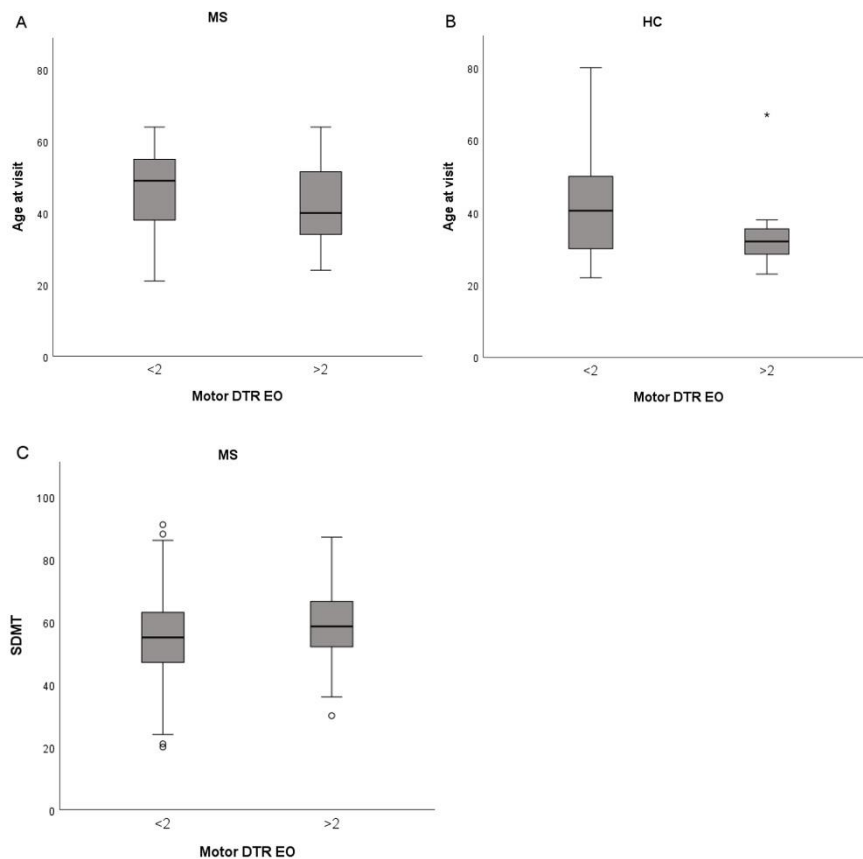 A
MS
80
60
40
20
0
Age at visit
<2
>2
Motor DTR EO
B
HC
80
60
40
20
0
Age at visit
*
<2
>2
Motor DTR EO
C
MS
100
80
60
40
20
0
SDMT
<2
>2
Motor DTR EO